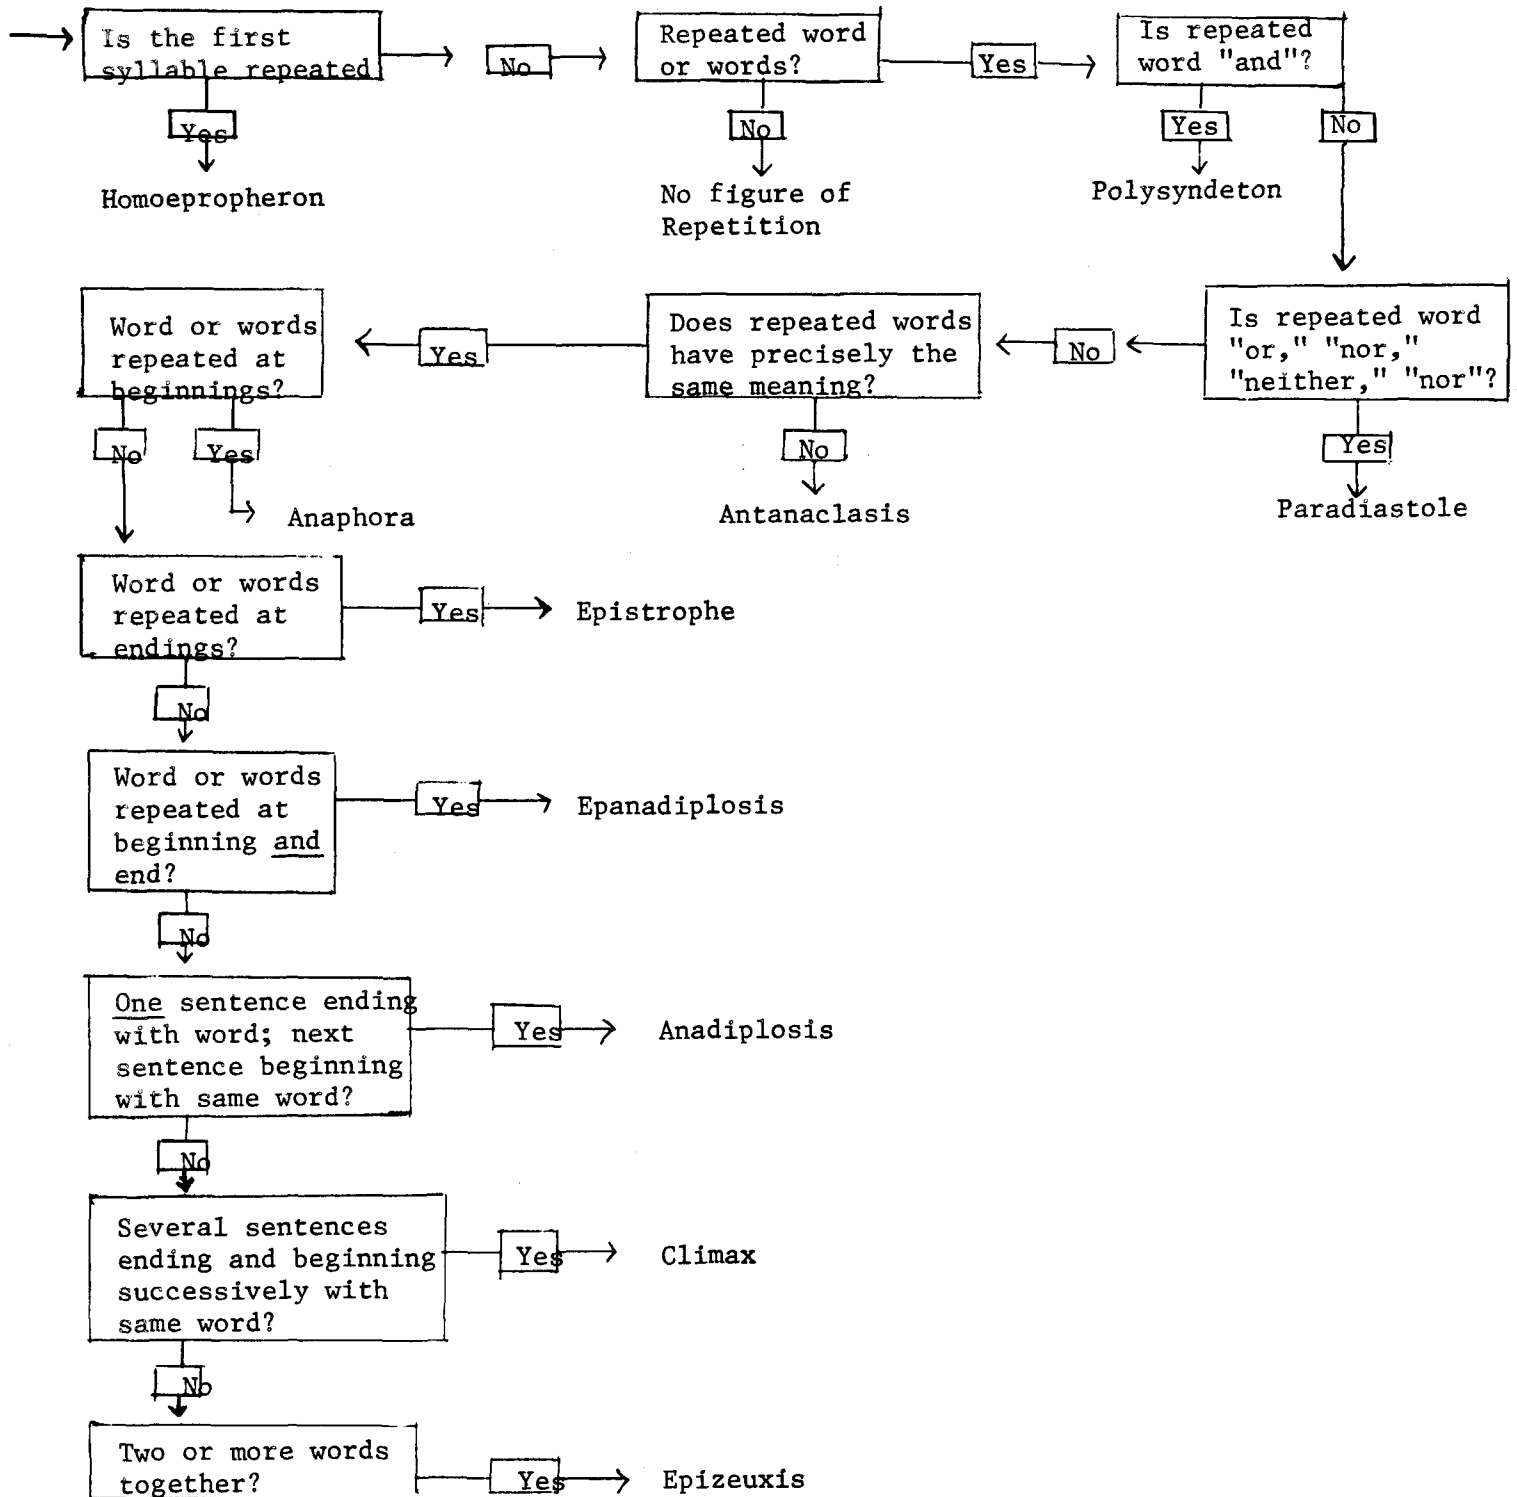 Is the first
syllable repeated
No
Repeated word
or words?
Yes
Is repeated
word "and"?
Yes
No
Yes
No
Homoepropheron
No figure of
Repetition
Polysyndeton
Word or words
repeated at
beginnings?
Yes
Does repeated words
have precisely the
same meaning?
No
Is repeated word
"or," "nor,"
"neither," "nor"?
No
Yes
No
Yes
Anaphora
Antanaclasis
Paradiastole
Word or words
repeated at
endings?
Yes
Epistrophe
No
Word or words
repeated at
beginning and
end?
Yes
Epanadiplosis
No
One sentence ending
with word; next
sentence beginning
with same word?
Yes
Anadiplosis
No
Several sentences
ending and beginning
successively with
same word?
Yes
Climax
No
Two or more words
together?
Yes
Epizeuxis